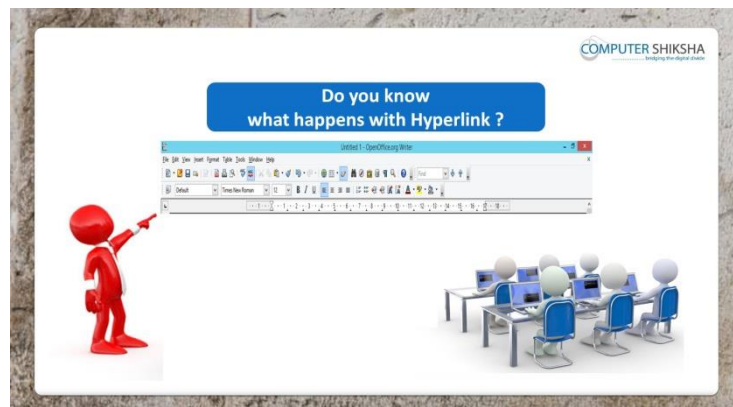 COMPUTER SHIKSHA
bridging the digital divide
Do you know
what happens with Hyperlink ?
Untitled 1 - OpenOffice.org Writer
File Edit View Insert Format Table Tools Window Help
Find
Default Times New Roman 12 B I U